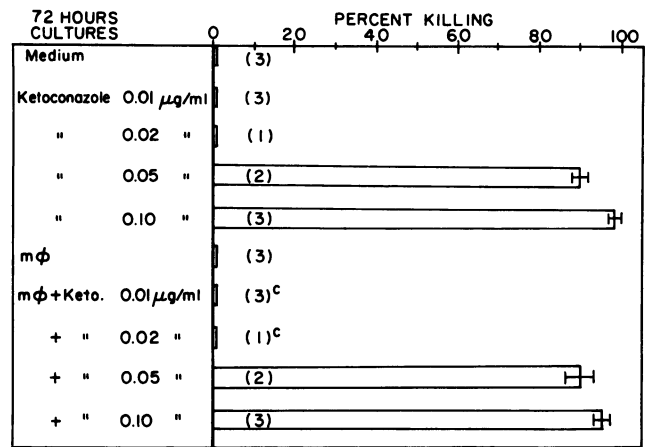 72 HOURS CULTURES
PERCENT KILLING
0 20 40 60 80 100
Medium (3)
Ketoconazole 0.01 μg/ml (3)
" 0.02 " (1)
" 0.05 " (2)
" 0.10 " (3)
mϕ (3)
mϕ+Keto. 0.01 μg/ml (3)ᶜ
+ " 0.02 " (1)ᶜ
+ " 0.05 " (2)
+ " 0.10 " (3)